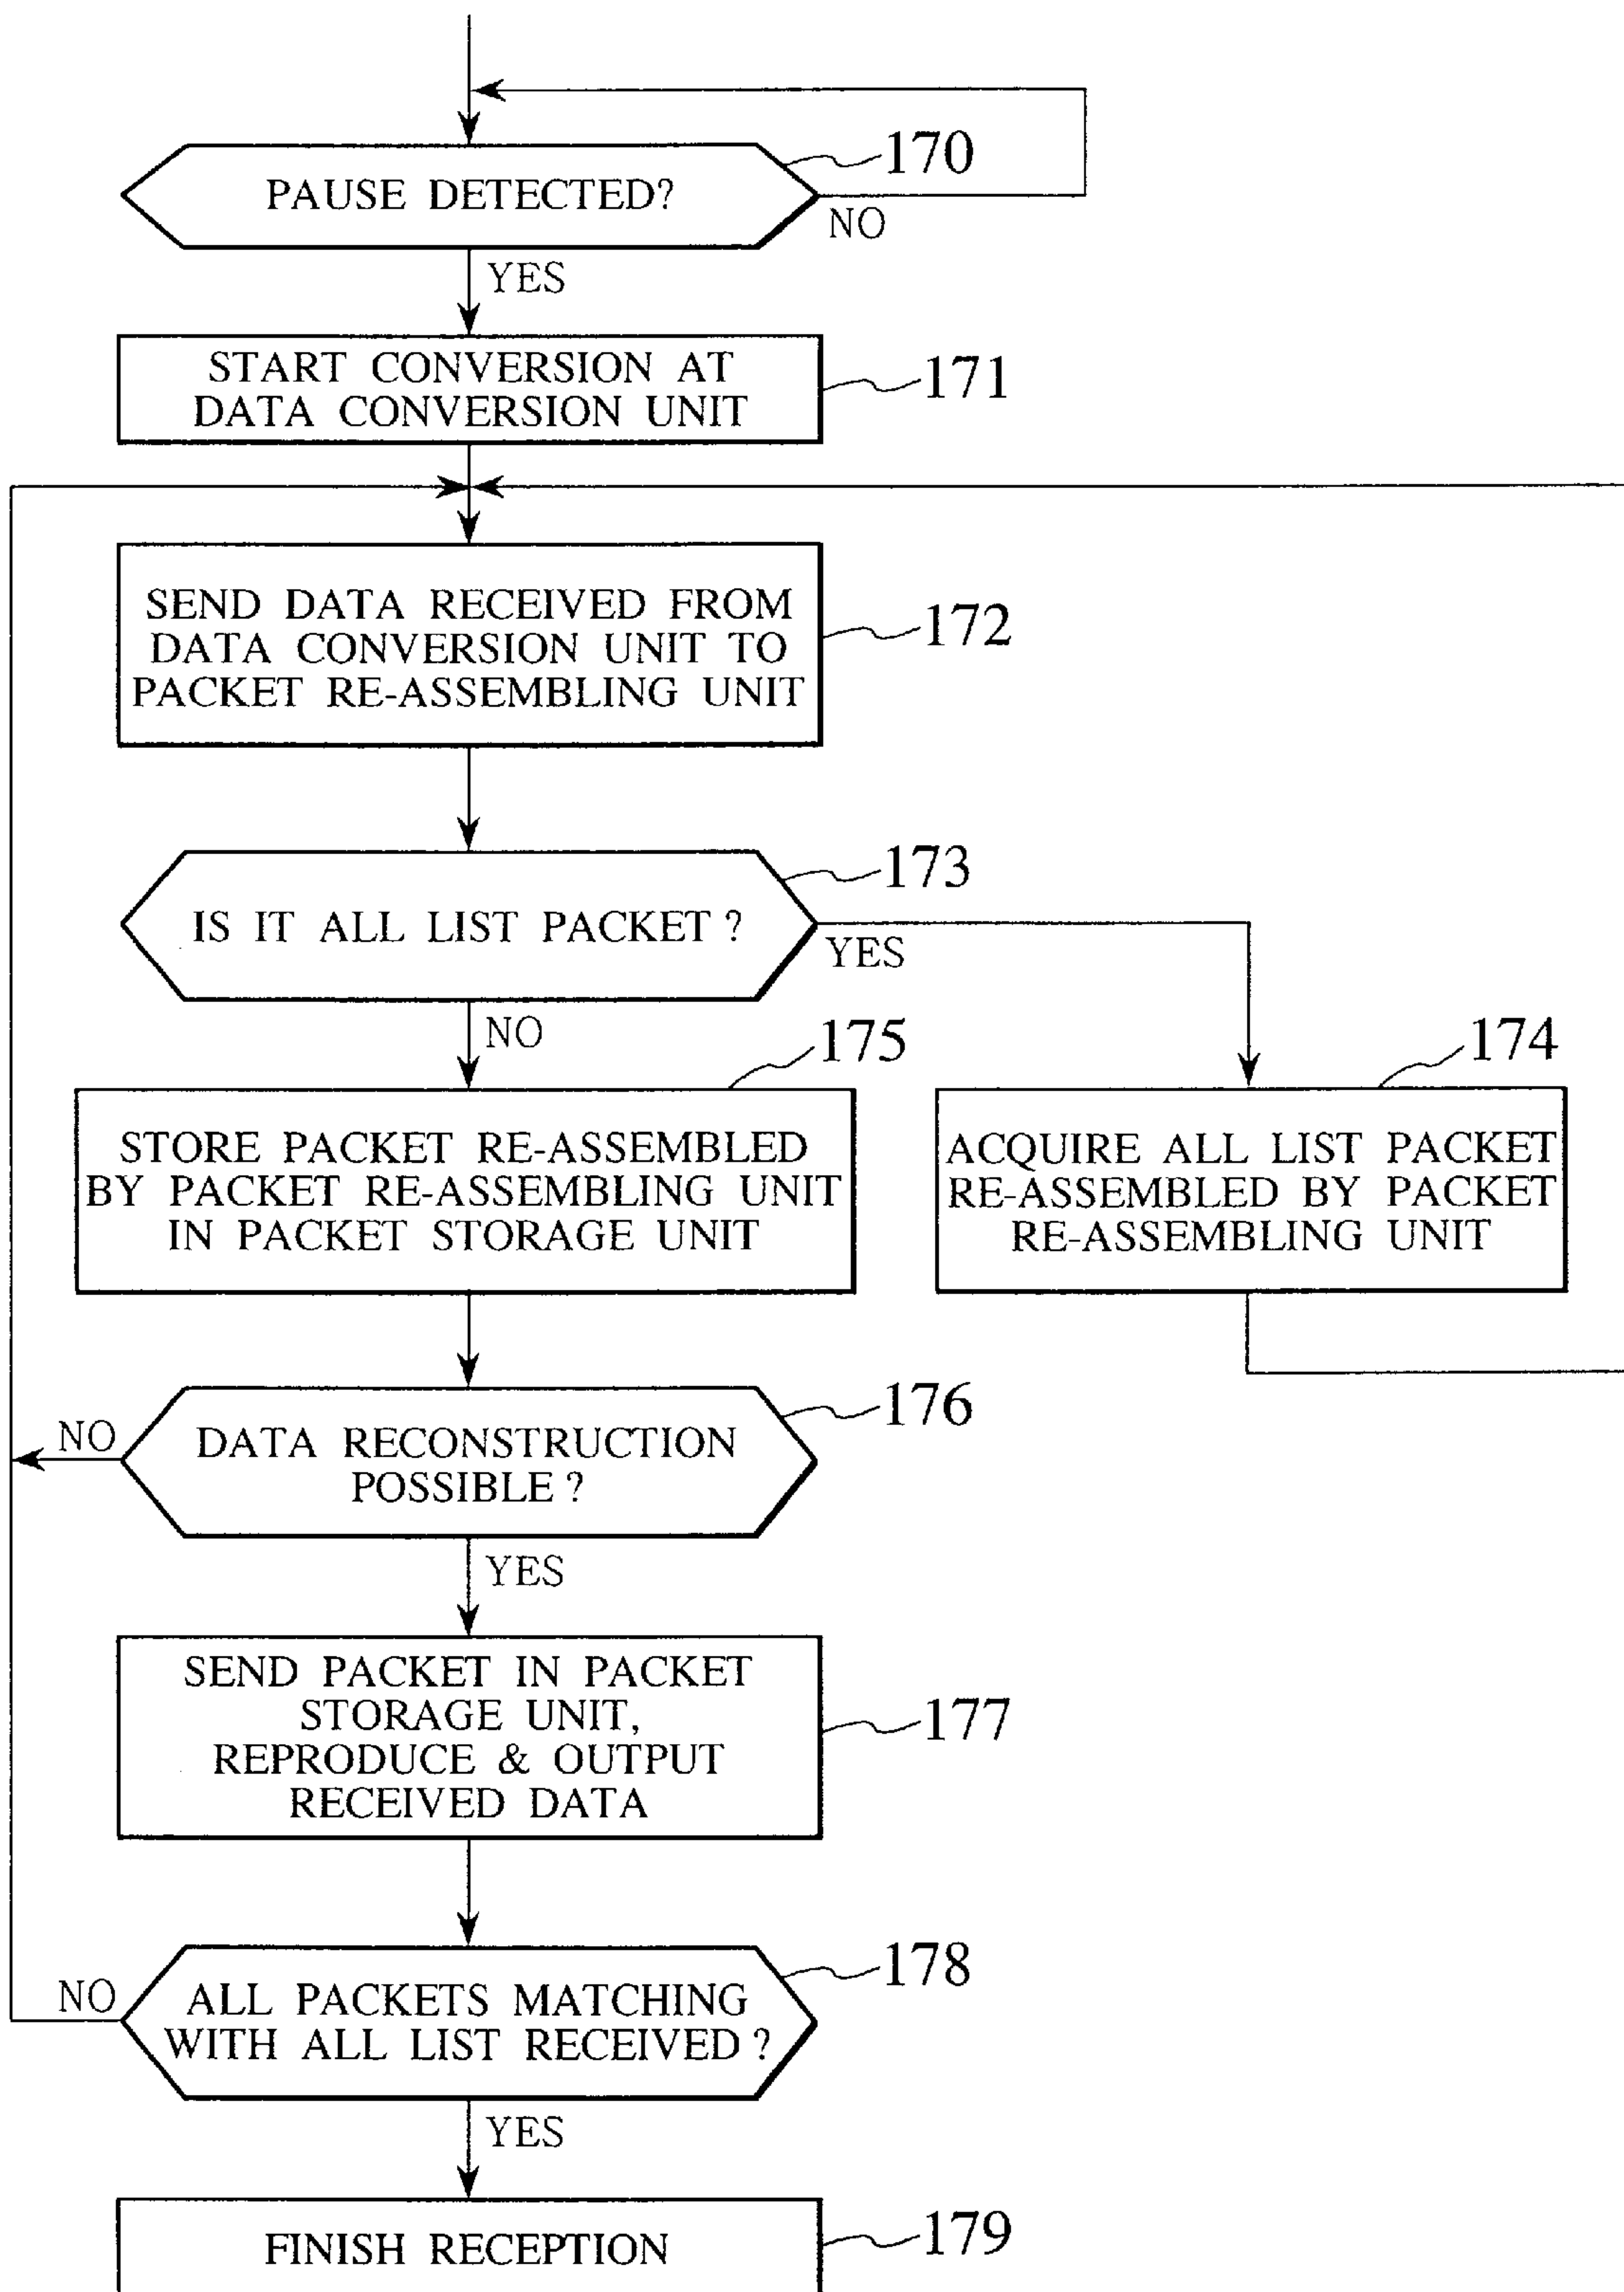 170
PAUSE DETECTED?
NO
YES
START CONVERSION AT
DATA CONVERSION UNIT
171
SEND DATA RECEIVED FROM
DATA CONVERSION UNIT TO
PACKET RE-ASSEMBLING UNIT
172
173
IS IT ALL LIST PACKET ?
YES
NO
175
174
STORE PACKET RE-ASSEMBLED
BY PACKET RE-ASSEMBLING UNIT
IN PACKET STORAGE UNIT
ACQUIRE ALL LIST PACKET
RE-ASSEMBLED BY PACKET
RE-ASSEMBLING UNIT
176
NO
DATA RECONSTRUCTION
POSSIBLE ?
YES
SEND PACKET IN PACKET
STORAGE UNIT,
REPRODUCE & OUTPUT
RECEIVED DATA
177
178
NO
ALL PACKETS MATCHING
WITH ALL LIST RECEIVED ?
YES
FINISH RECEPTION
179